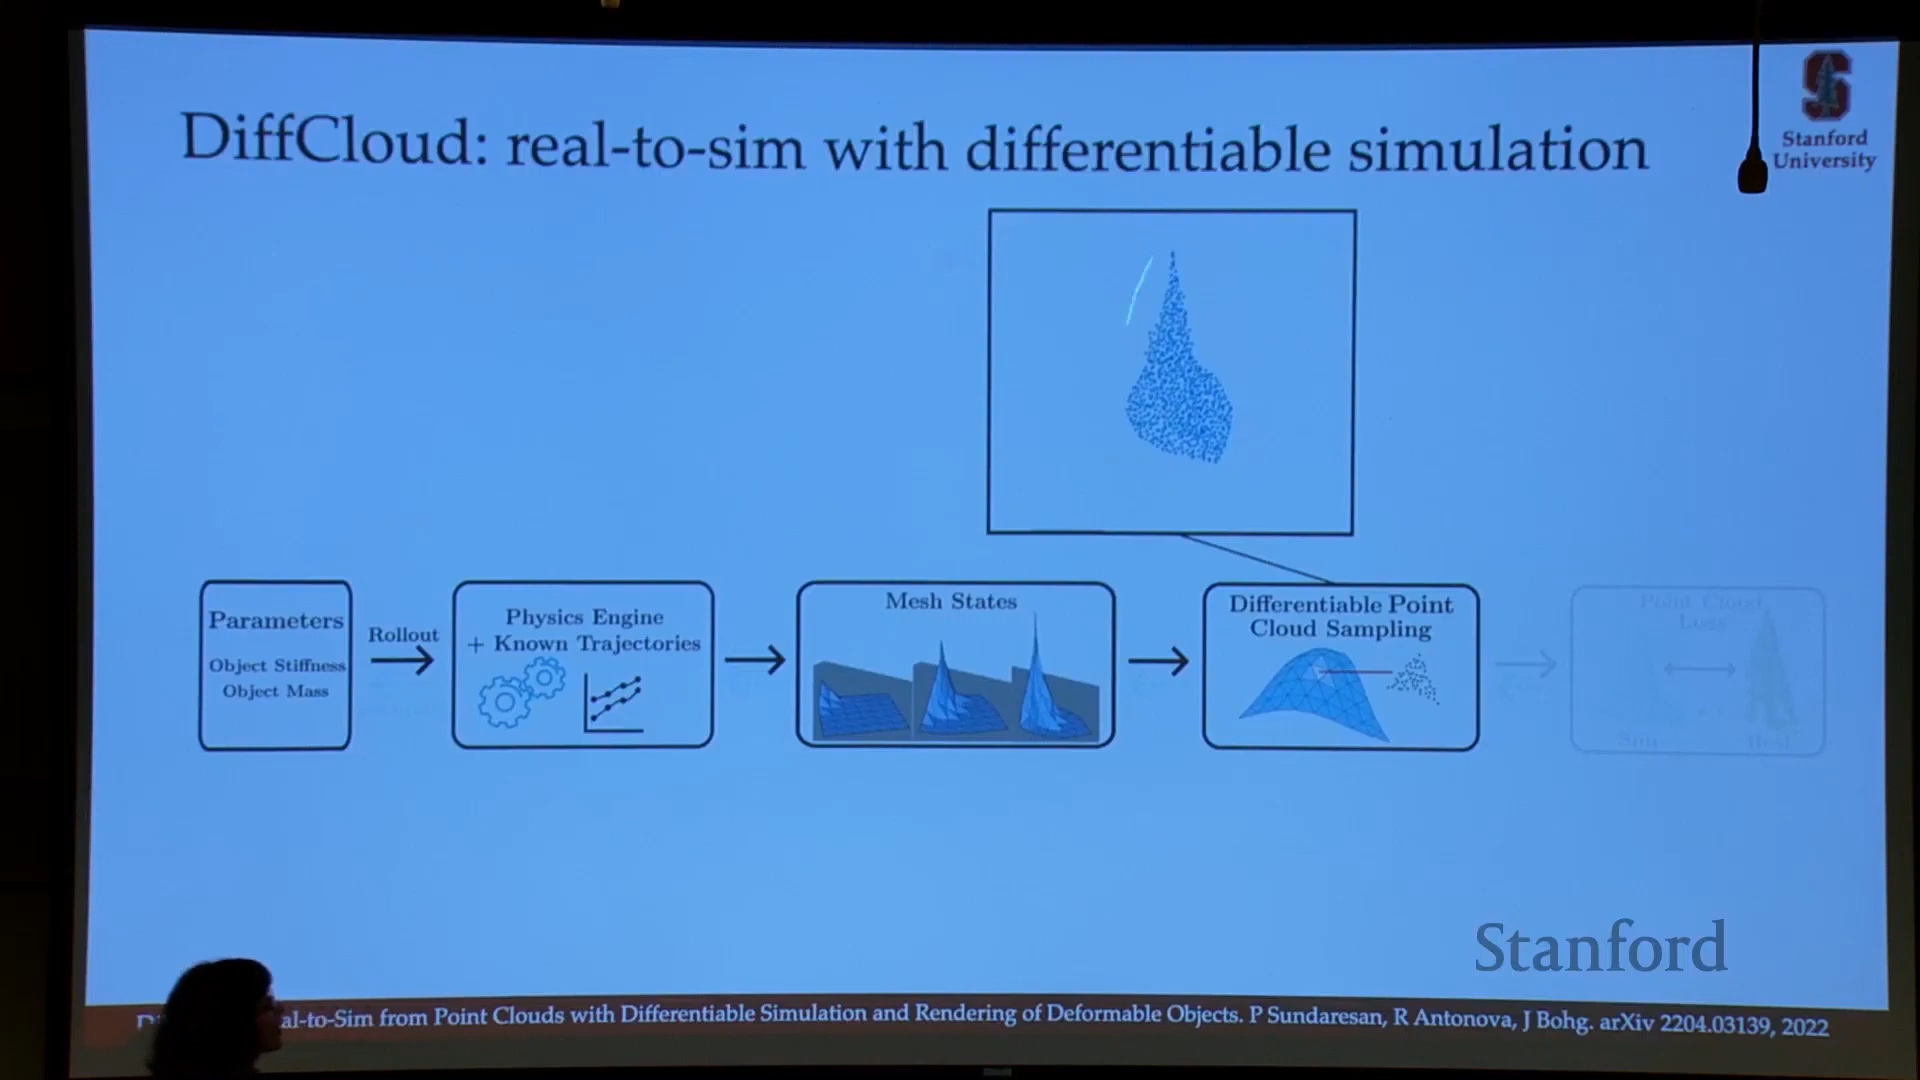 DiffCloud: real-to-sim with differentiable simulation
Stanford
University
Parameters
Object Stiffness
Object Mass
Rollout
Physics Engine
+ Known Trajectories
Mesh States
Differentiable Point
Cloud Sampling
Point Cloud
Loss
Sim
Real
Stanford
al-to-Sim from Point Clouds with Differentiable Simulation and Rendering of Deformable Objects. P Sundaresan, R Antonova, J Bohg. arXiv 2204.03139, 2022